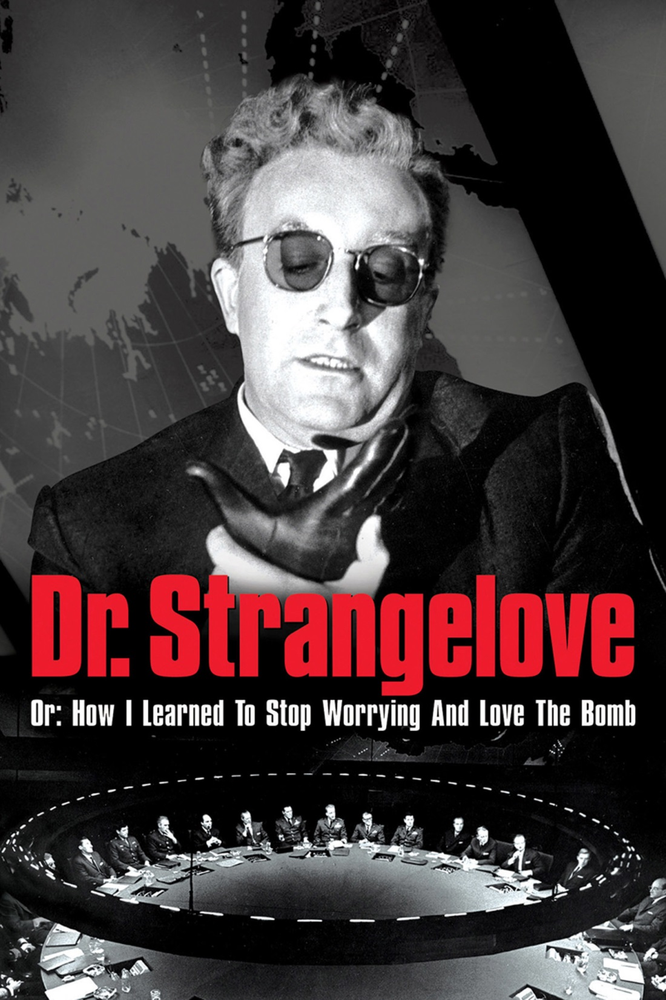 Dr. Strangelove
Or: How I Learned To Stop Worrying And Love The Bomb